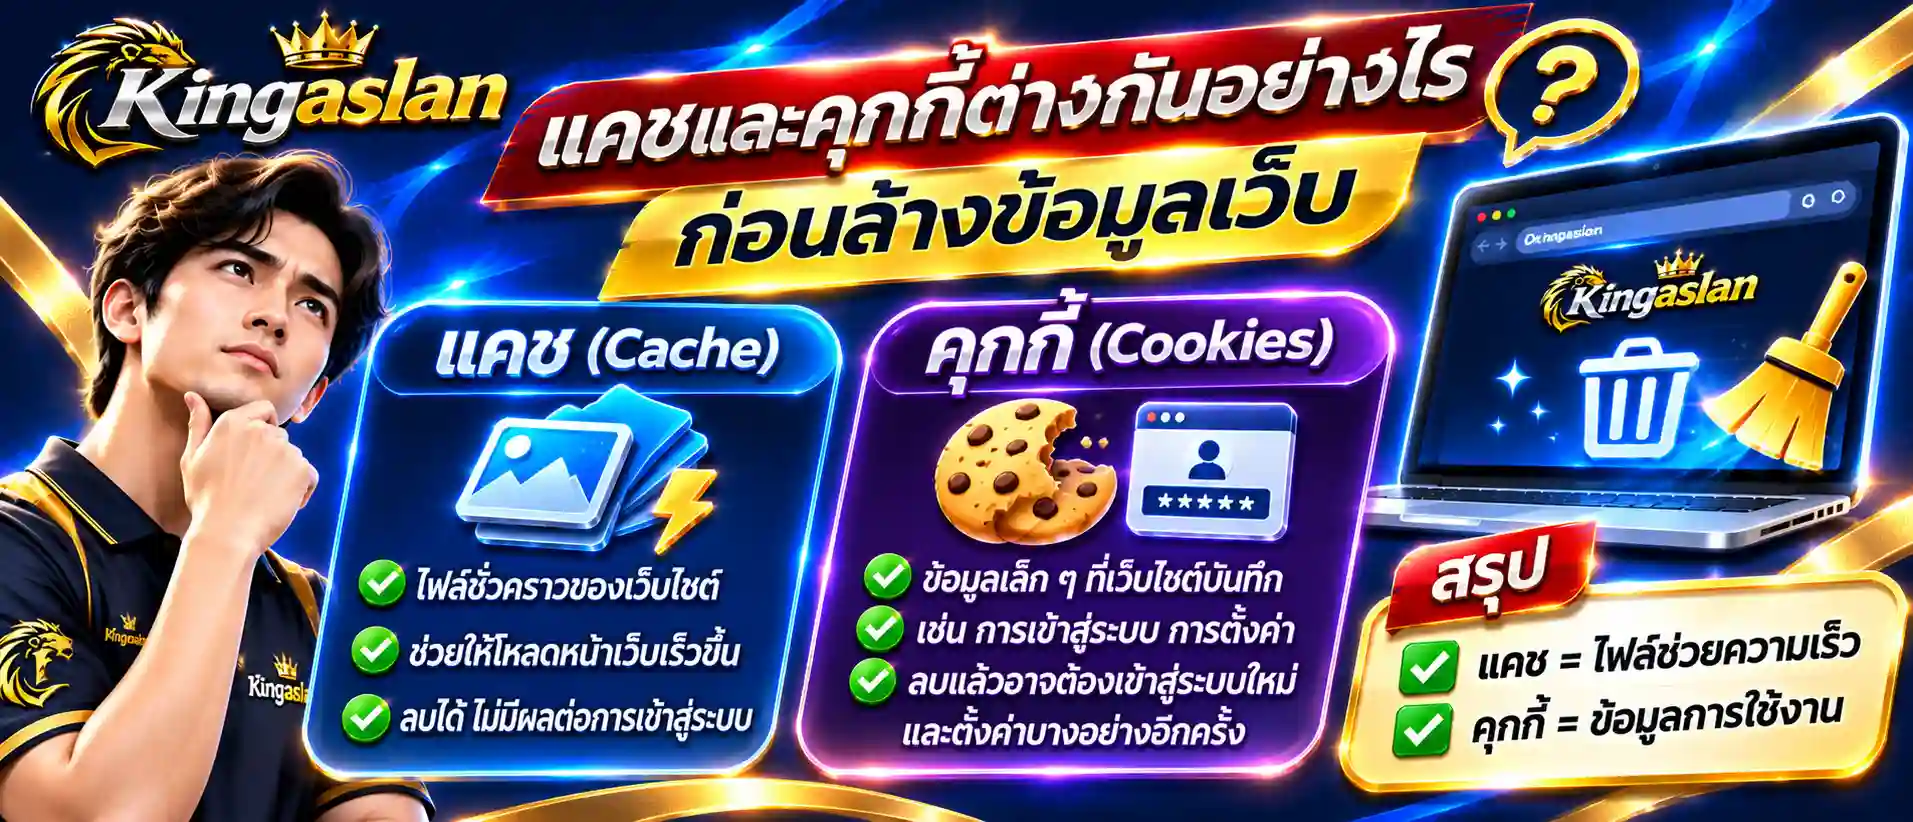 Kingaslan
แคชและคุกกี้ต่างกันอย่างไร
?
ก่อนล้างข้อมูลเว็บ
Kingaslan
แคช (Cache)
ไฟล์ชั่วคราวของเว็บไซต์
ช่วยให้โหลดหน้าเว็บเร็วขึ้น
ลบได้ ไม่มีผลต่อการเข้าสู่ระบบ
คุกกี้ (Cookies)
*****
ข้อมูลเล็ก ๆ ที่เว็บไซต์บันทึก
เช่น การเข้าสู่ระบบ การตั้งค่า
ลบแล้วอาจต้องเข้าสู่ระบบใหม่
และตั้งค่าบางอย่างอีกครั้ง
สรุป
แคช = ไฟล์ช่วยความเร็ว
คุกกี้ = ข้อมูลการใช้งาน